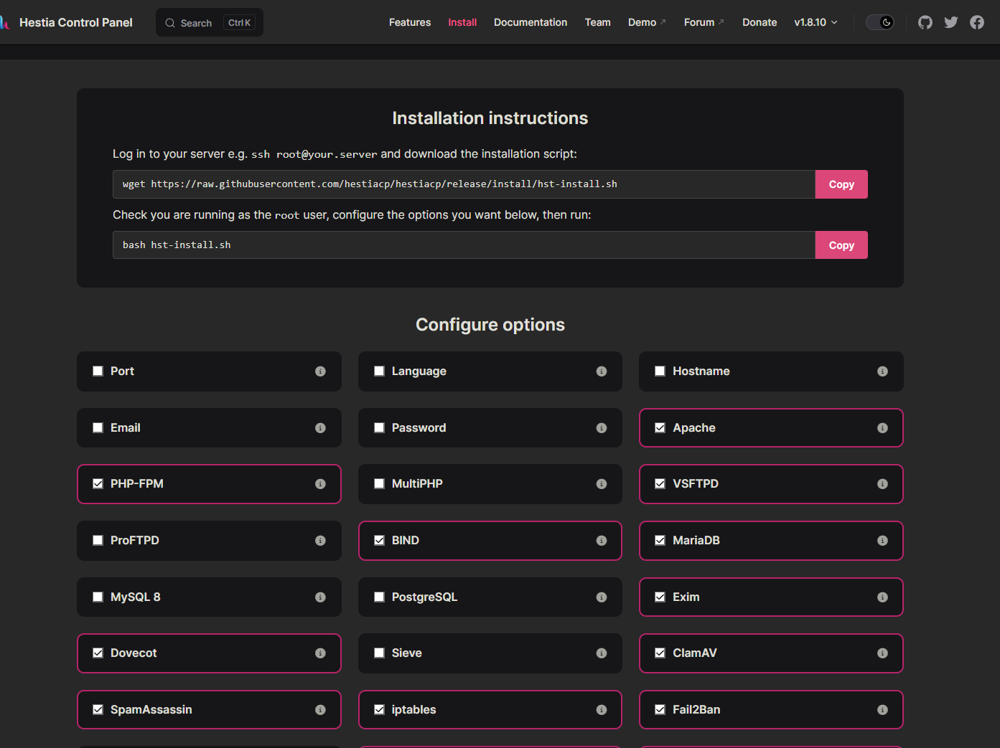 Hestia Control Panel
Search
Ctrl K
Features
Install
Documentation
Team
Demo
Forum
Donate
v1.8.10
Installation instructions
Log in to your server e.g. ssh root@your.server and download the installation script:
wget https://raw.githubusercontent.com/hestiacp/hestiacp/release/install/hst-install.sh
Copy
Check you are running as the root user, configure the options you want below, then run:
bash hst-install.sh
Copy
Configure options
Port
Language
Hostname
Email
Password
Apache
PHP-FPM
MultiPHP
VSFTPD
ProFTPD
BIND
MariaDB
MySQL 8
PostgreSQL
Exim
Dovecot
Sieve
ClamAV
SpamAssassin
iptables
Fail2Ban